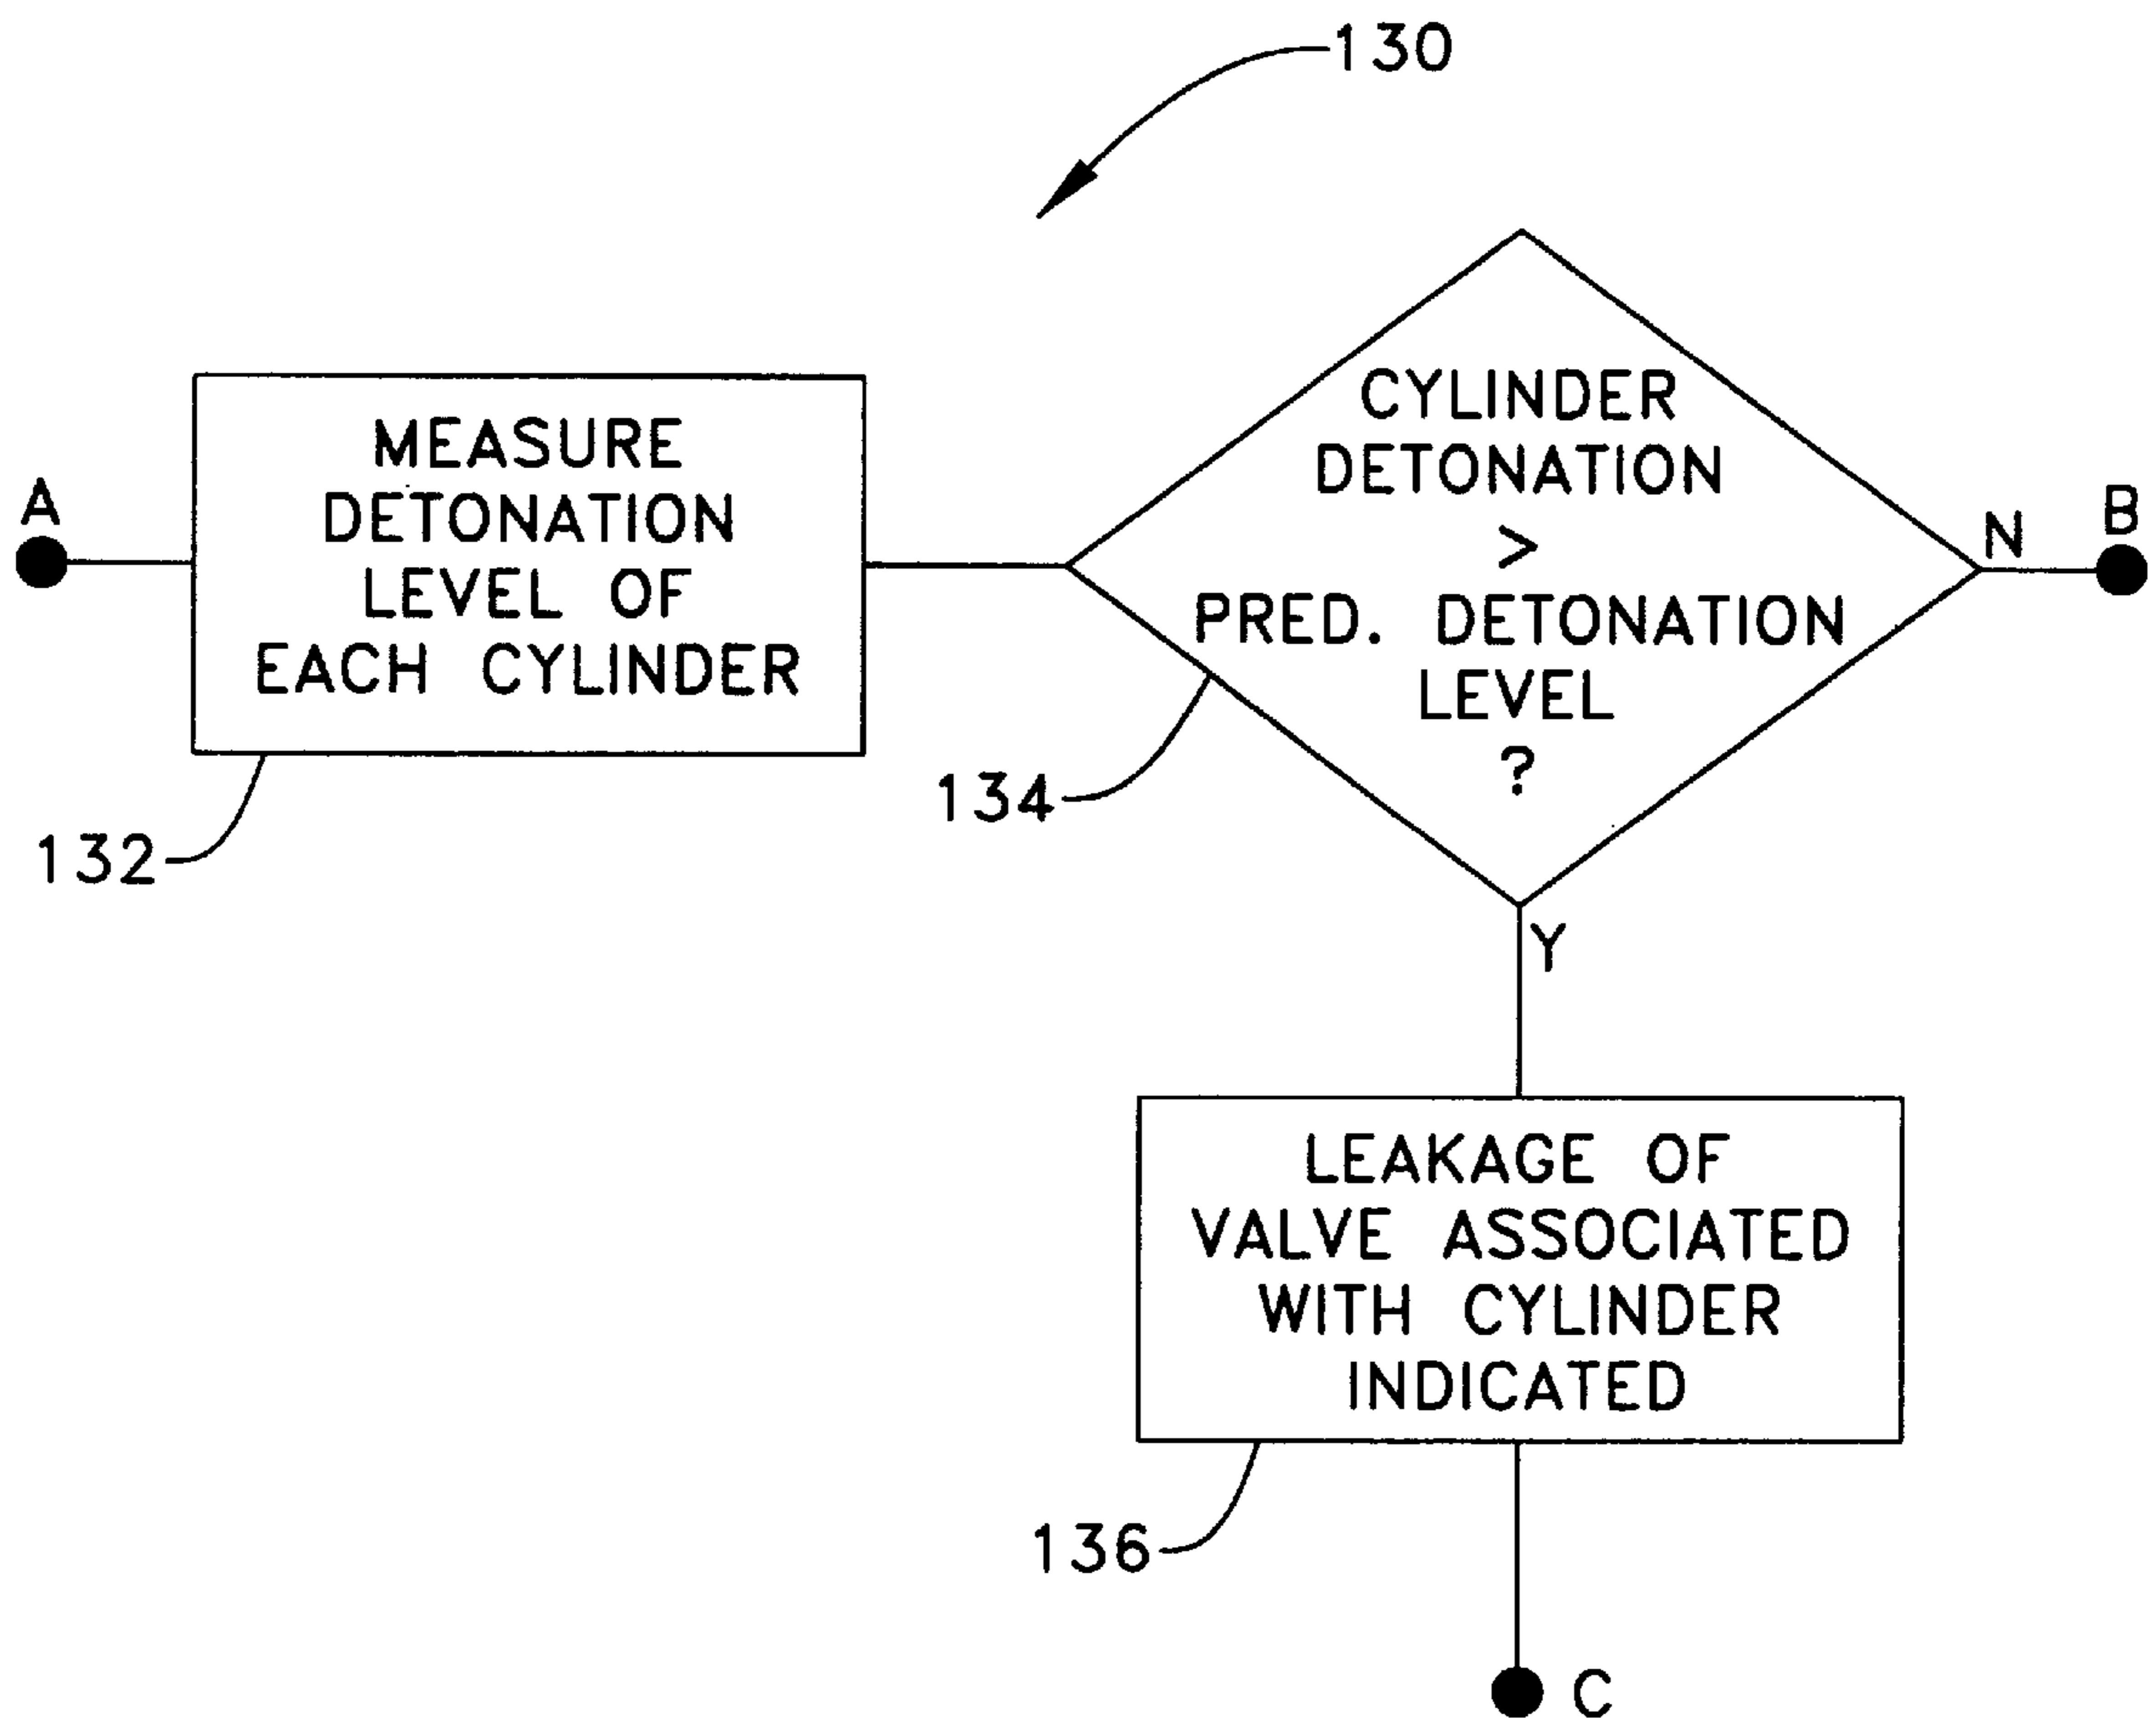 130
A
MEASURE
DETONATION
LEVEL OF
EACH CYLINDER
132
CYLINDER
DETONATION
>
PRED. DETONATION
LEVEL
?
134
N
B
Y
LEAKAGE OF
VALVE ASSOCIATED
WITH CYLINDER
INDICATED
136
C